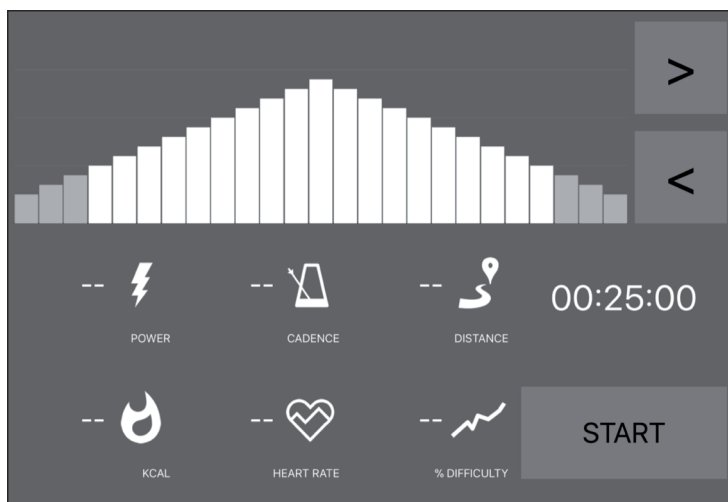 >
<
-- -- -- 00:25:00
POWER CADENCE DISTANCE
-- -- -- START
KCAL HEART RATE % DIFFICULTY